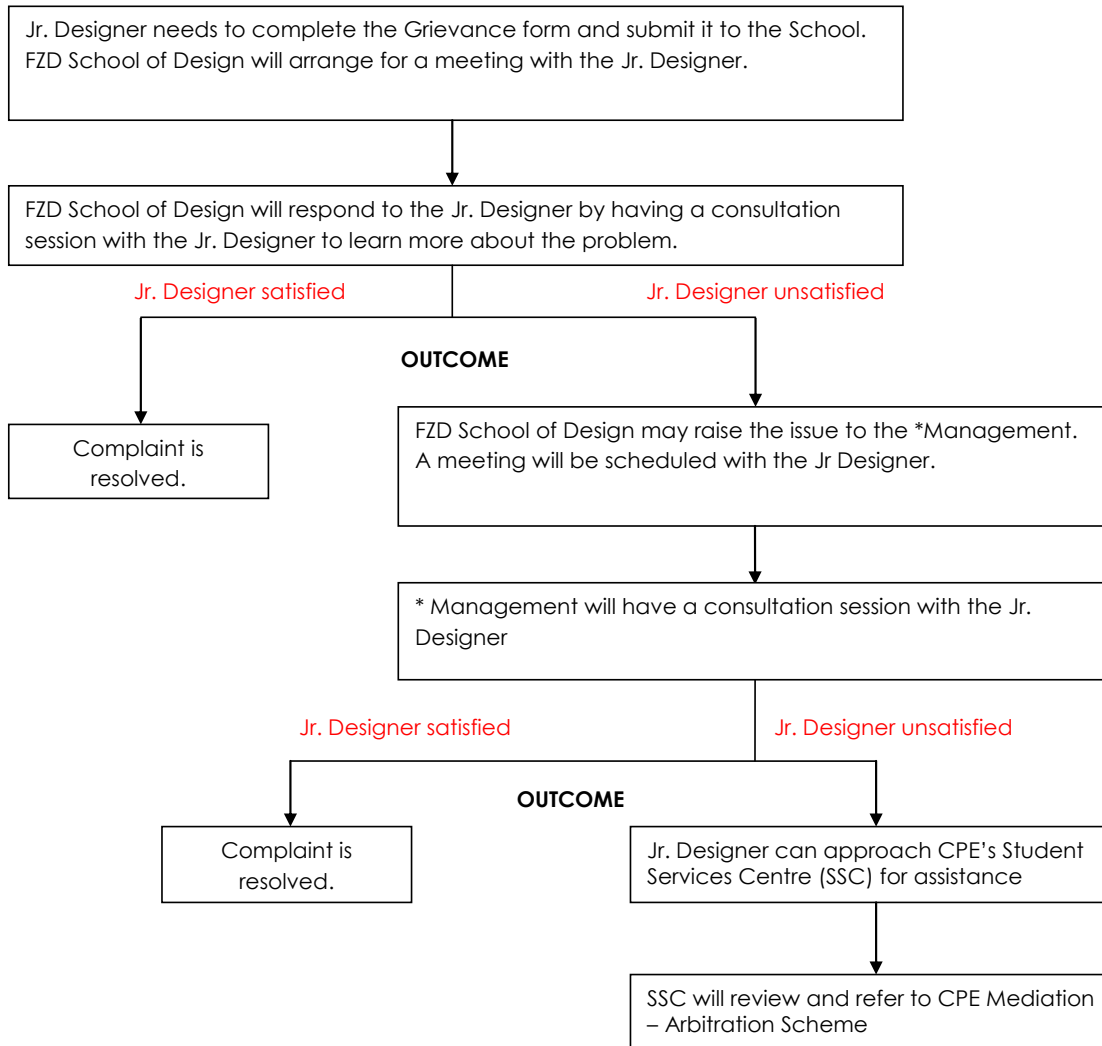 Jr. Designer needs to complete the Grievance form and submit it to the School.
FZD School of Design will arrange for a meeting with the Jr. Designer.
FZD School of Design will respond to the Jr. Designer by having a consultation
session with the Jr. Designer to learn more about the problem.
Jr. Designer satisfied
Jr. Designer unsatisfied
OUTCOME
Complaint is
resolved.
FZD School of Design may raise the issue to the *Management.
A meeting will be scheduled with the Jr Designer.
* Management will have a consultation session with the Jr.
Designer
Jr. Designer satisfied
Jr. Designer unsatisfied
OUTCOME
Complaint is
resolved.
Jr. Designer can approach CPE’s Student
Services Centre (SSC) for assistance
SSC will review and refer to CPE Mediation
– Arbitration Scheme